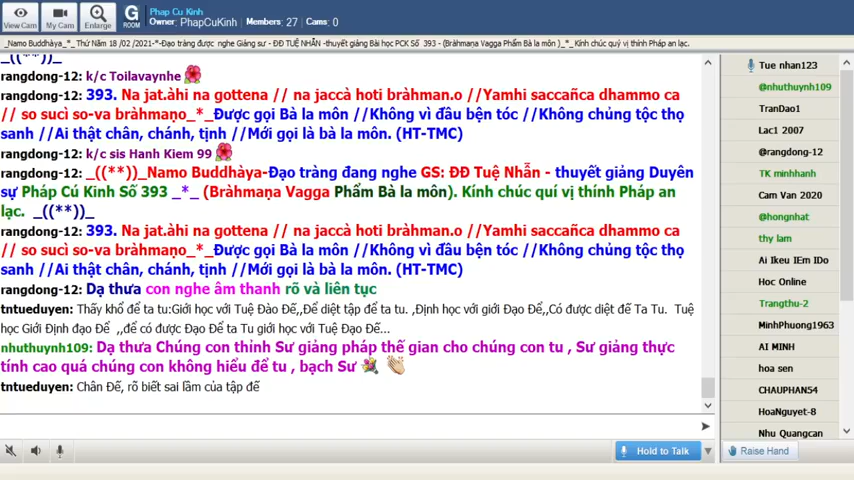 Phap Cu Kinh
Owner: PhapCuKinh Members: 27 Cams: 0
View Cam My Cam Enlarge G ROOM
_Namo Buddhàya_*_ Thứ Năm 18 /02 /2021-*-Đạo tràng được nghe Giảng sư - ĐĐ TUỆ NHẪN -thuyết giảng Bài học PCK Số 393 - (Bràhmaṇa Vagga Phẩm Bà la môn )_*_ Kính chúc quý vị thính Pháp an lạc.
_((**))_
rangdong-12: k/c Toilavaynhe
rangdong-12: 393. Na jat.àhi na gottena // na jaccà hoti bràhman.o //Yamhi saccañca dhammo ca
// so sucì so-va bràhmaṇo_*_Được gọi Bà la môn //Không vì đầu bện tóc //Không chủng tộc thọ
sanh //Ai thật chân, chánh, tịnh //Mới gọi là bà la môn. (HT-TMC)
rangdong-12: k/c sis Hanh Kiem 99
rangdong-12: _((**))_Namo Buddhàya-Đạo tràng đang nghe GS: ĐĐ Tuệ Nhẫn - thuyết giảng Duyên
sự Pháp Cú Kinh Số 393 _*_ (Bràhmaṇa Vagga Phẩm Bà la môn). Kính chúc quí vị thính Pháp an
lạc. _((**))_
rangdong-12: 393. Na jat.àhi na gottena // na jaccà hoti bràhman.o //Yamhi saccañca dhammo ca
// so sucì so-va bràhmaṇo_*_Được gọi Bà la môn //Không vì đầu bện tóc //Không chủng tộc thọ
sanh //Ai thật chân, chánh, tịnh //Mới gọi là bà la môn. (HT-TMC)
rangdong-12: Dạ thưa con nghe âm thanh rõ và liên tục
tntueduyen: Thấy khổ để ta tu:Giới học với Tuệ Đào Đế,,Để diệt tập để ta tu. ,Định học với giới Đạo Để,,Có được diệt đế Ta Tu. Tuệ
học Giới Định đạo Để ,,để có được Đạo Để ta Tu giới học với Tuệ Đạo Đế...
nhuthuynh109: Dạ thưa Chúng con thỉnh Sư giảng pháp thế gian cho chúng con tu , Sư giảng thực
tính cao quá chúng con không hiểu để tu , bạch Sư
tntueduyen: Chân Đế, rõ biết sai lầm của tập đế
Hold to Talk
Tue nhan123
@nhuthuynh109
TranDao1
Lac1 2007
@rangdong-12
TK minhhanh
Cam Van 2020
@hongnhat
thy lam
Ai Ikeu IEm IDo
Hoc Online
Trangthu-2
MinhPhuong1963
AI MINH
hoa sen
CHAUPHAN54
HoaNguyet-8
Nhu Quangcan
Raise Hand